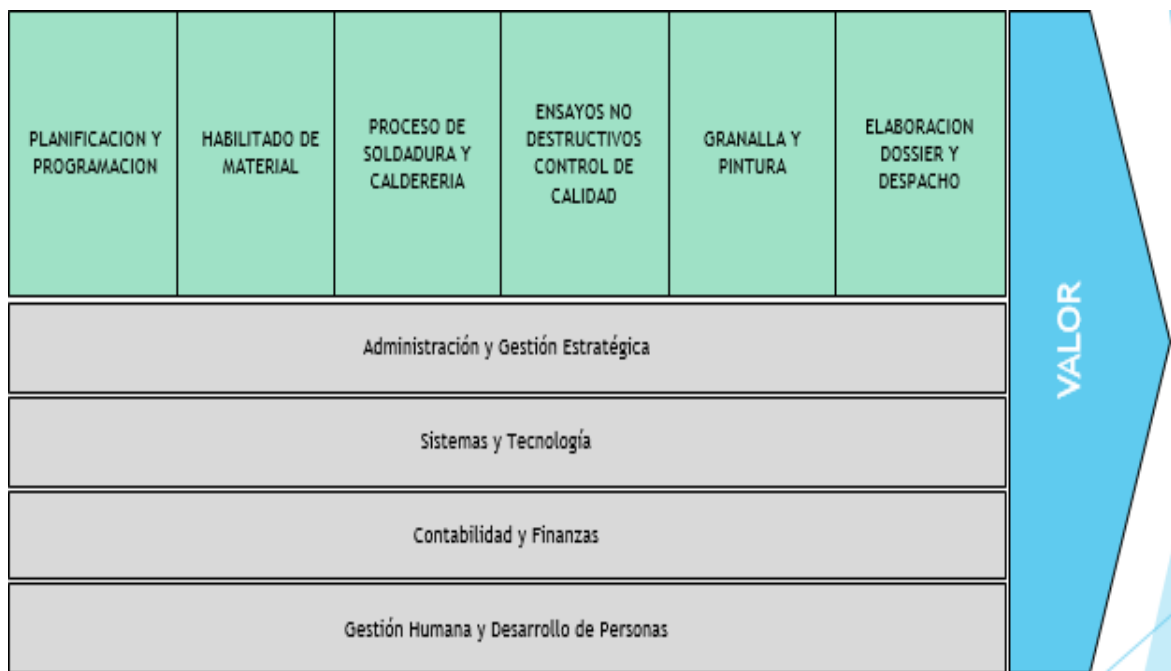 PLANIFICACION Y
PROGRAMACION
HABILITADO DE
MATERIAL
PROCESO DE
SOLDADURA Y
CALDERERIA
ENSAYOS NO
DESTRUCTIVOS
CONTROL DE
CALIDAD
GRANALLA Y
PINTURA
ELABORACION
DOSSIER Y
DESPACHO
Administración y Gestión Estratégica
Sistemas y Tecnología
Contabilidad y Finanzas
Gestión Humana y Desarrollo de Personas
VALOR